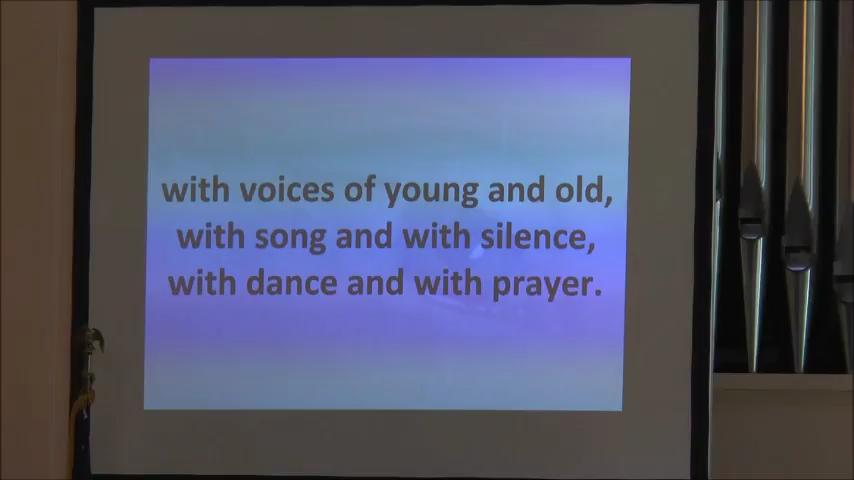 with voices of young and old,
with song and with silence,
with dance and with prayer.